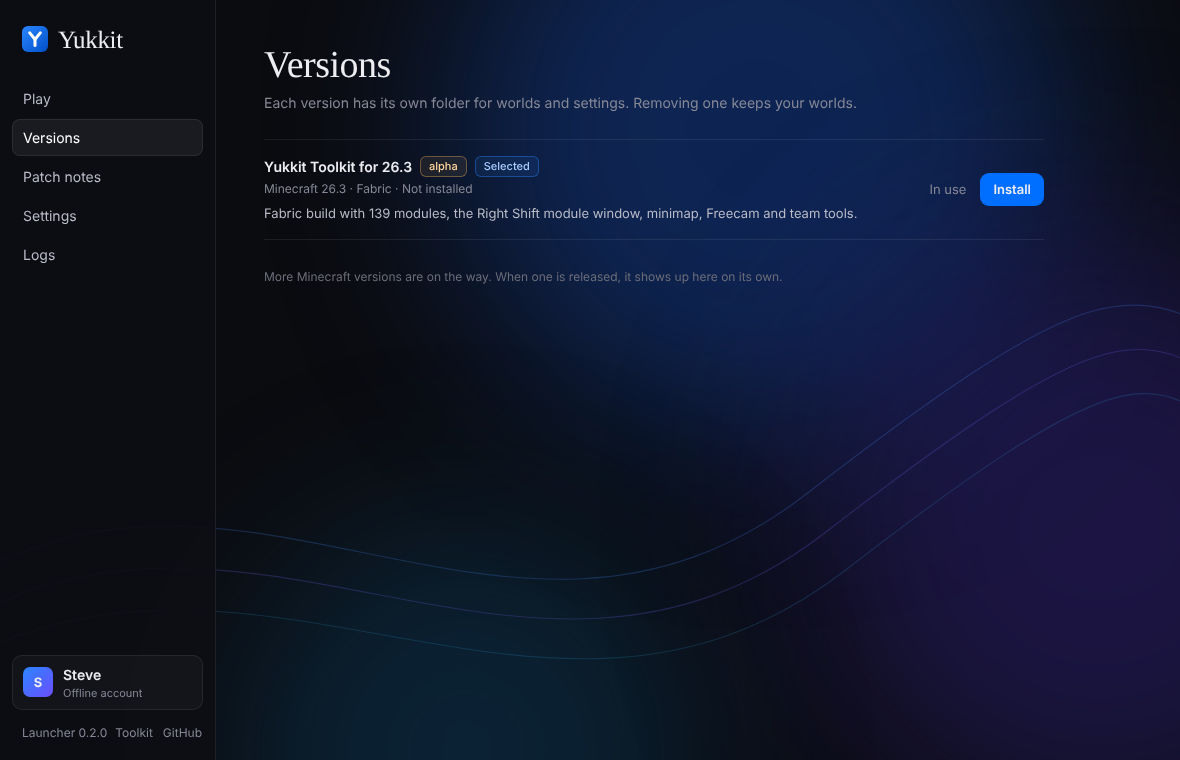 Y Yukkit
Play
Versions
Patch notes
Settings
Logs
S
Steve
Offline account
Launcher 0.2.0 Toolkit GitHub
Versions
Each version has its own folder for worlds and settings. Removing one keeps your worlds.
Yukkit Toolkit for 26.3 alpha Selected
Minecraft 26.3 · Fabric · Not installed
Fabric build with 139 modules, the Right Shift module window, minimap, Freecam and team tools.
In use Install
More Minecraft versions are on the way. When one is released, it shows up here on its own.